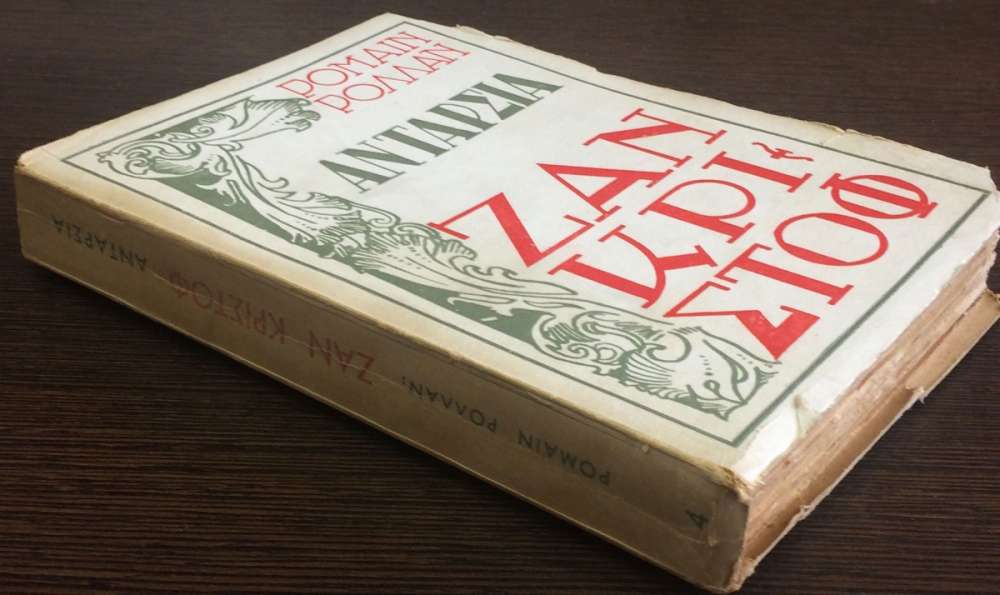 ΡΟΜΑΙΝ
ΡΟΛΛΑΝ
ΑΝΤΑΡΣΙΑ
ΖΑΝ
ΚΡΙ
ΣΤΟΦ
ΡΟΜΑΙΝ ΡΟΛΛΑΝ: ΖΑΝ ΚΡΙΣΤΟΦ ΑΝΤΑΡΣΙΑ
4